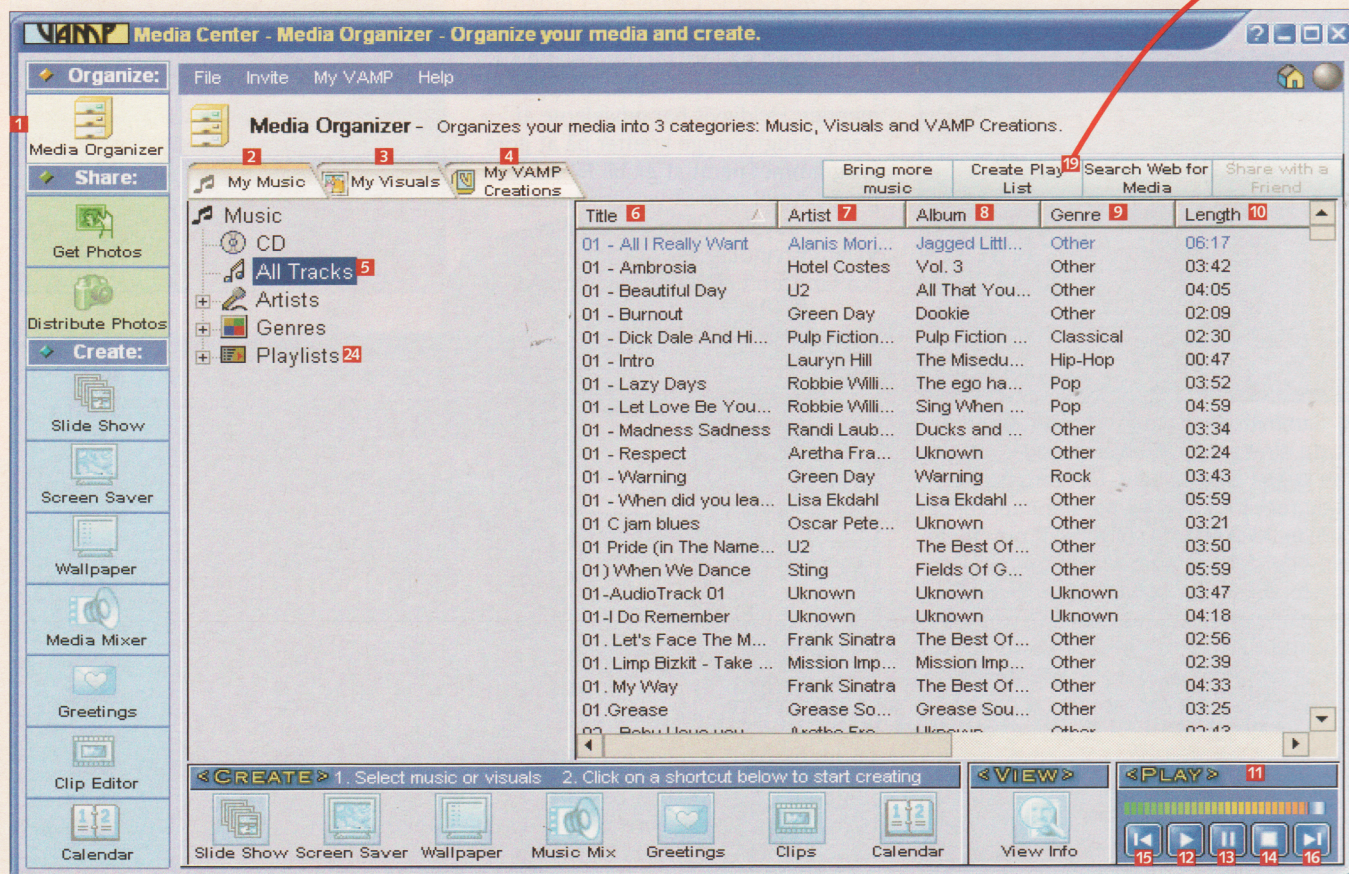 VAMP Media Center - Media Organizer - Organize your media and create.
Organize:
File Invite My VAMP Help
1
Media Organizer
Media Organizer - Organizes your media into 3 categories: Music, Visuals and VAMP Creations.
Share:
Get Photos
Distribute Photos
Create:
Slide Show
Screen Saver
Wallpaper
Media Mixer
Greetings
Clip Editor
Calendar
2 3 4
My Music My Visuals My VAMP Creations
Bring more music Create Play List 19 Search Web for Media Share with a Friend
Music
CD
All Tracks 5
Artists
Genres
Playlists 24
Title 6 Artist 7 Album 8 Genre 9 Length 10
01 - All I Really Want Alanis Mori... Jagged Littl... Other 06:17
01 - Ambrosia Hotel Costes Vol. 3 Other 03:42
01 - Beautiful Day U2 All That You... Other 04:05
01 - Burnout Green Day Dookie Other 02:09
01 - Dick Dale And Hi... Pulp Fiction... Pulp Fiction ... Classical 02:30
01 - Intro Lauryn Hill The Misedu... Hip-Hop 00:47
01 - Lazy Days Robbie Willi... The ego ha... Pop 03:52
01 - Let Love Be You... Robbie Willi... Sing When ... Pop 04:59
01 - Madness Sadness Randi Laub... Ducks and ... Other 03:34
01 - Respect Aretha Fra... Uknown Other 02:24
01 - Warning Green Day Warning Rock 03:43
01 - When did you lea... Lisa Ekdahl Lisa Ekdahl ... Other 05:59
01 C jam blues Oscar Pete... Uknown Other 03:21
01 Pride (in The Name... U2 The Best Of... Other 03:50
01) When We Dance Sting Fields Of G... Other 05:59
01-AudioTrack 01 Uknown Uknown Uknown 03:47
01-I Do Remember Uknown Uknown Uknown 04:18
01. Let's Face The M... Frank Sinatra The Best Of... Other 02:56
01. Limp Bizkit - Take ... Mission Imp... Mission Imp... Other 02:39
01. My Way Frank Sinatra The Best Of... Other 04:33
01.Grease Grease So... Grease Sou... Other 03:25
<CREATE> 1. Select music or visuals 2. Click on a shortcut below to start creating
Slide Show Screen Saver Wallpaper Music Mix Greetings Clips Calendar
<VIEW>
View Info
<PLAY> 11
15 12 13 14 16